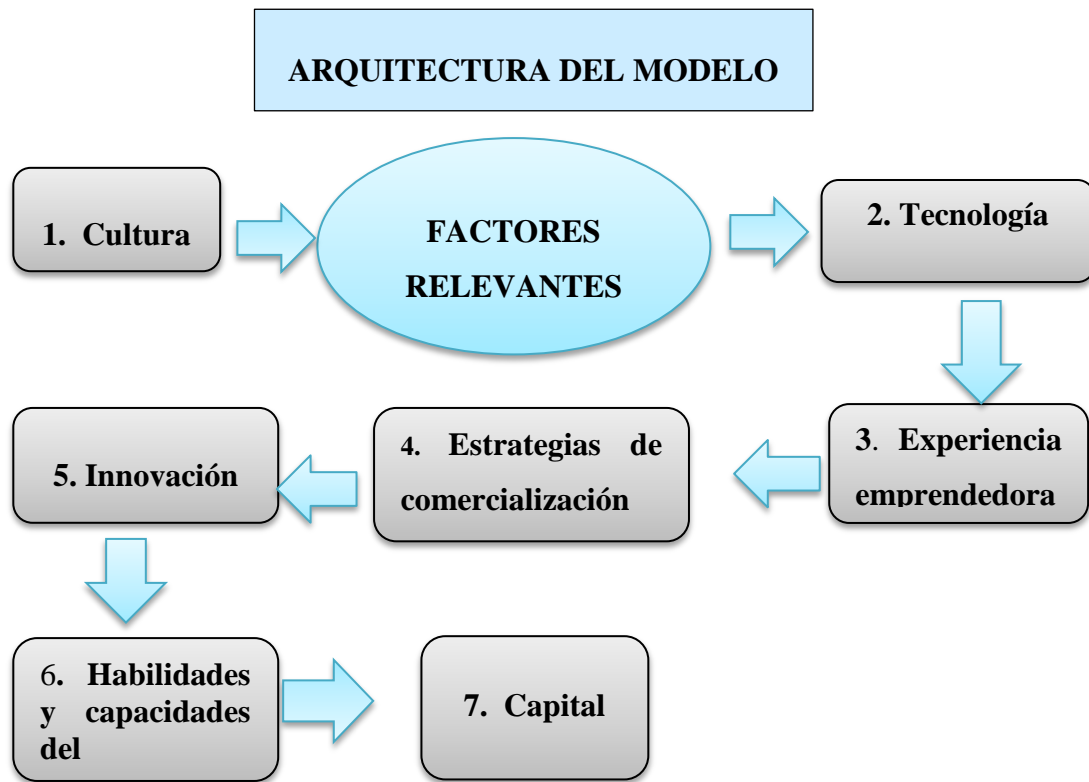 ARQUITECTURA DEL MODELO
1. Cultura
FACTORES
RELEVANTES
2. Tecnología
3. Experiencia
emprendedora
4. Estrategias de
comercialización
5. Innovación
6. Habilidades
y capacidades
del
7. Capital